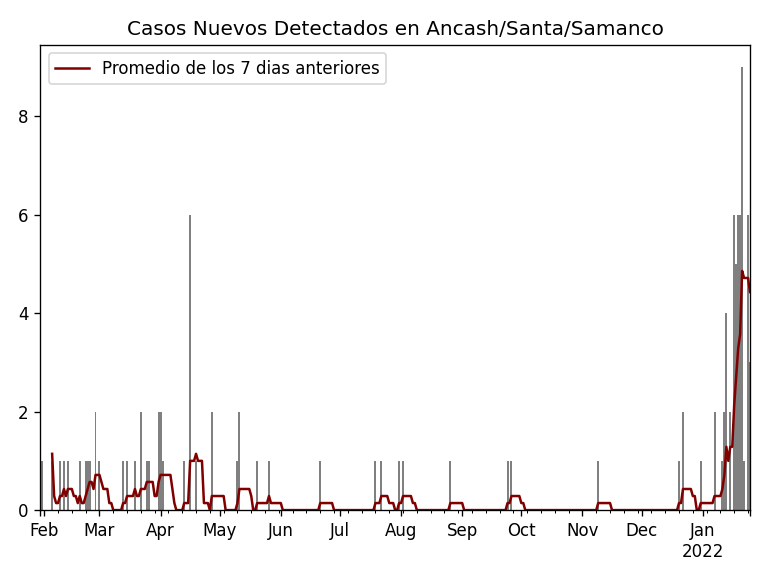 Casos Nuevos Detectados en Ancash/Santa/Samanco
Promedio de los 7 dias anteriores
8
6
4
2
0
Feb Mar Apr May Jun Jul Aug Sep Oct Nov Dec Jan
2022